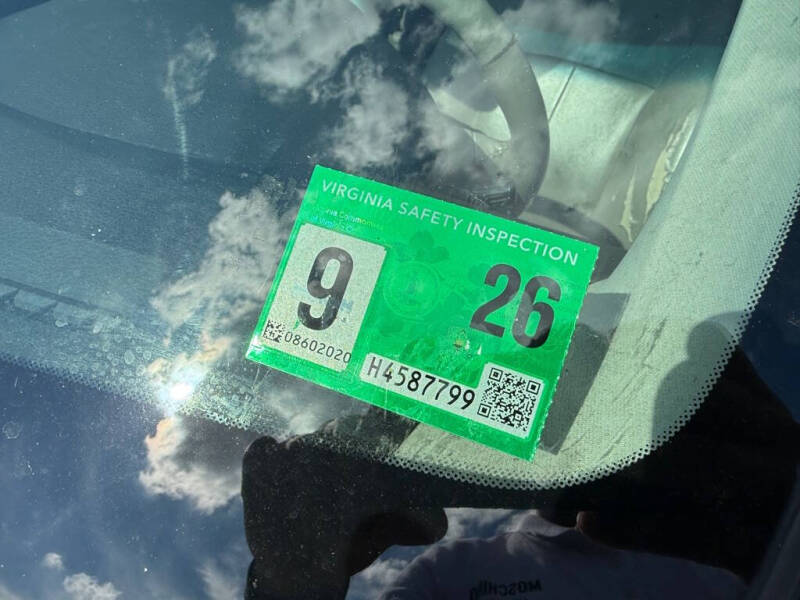 VIRGINIA SAFETY INSPECTION
9
26
08602020
H4587799